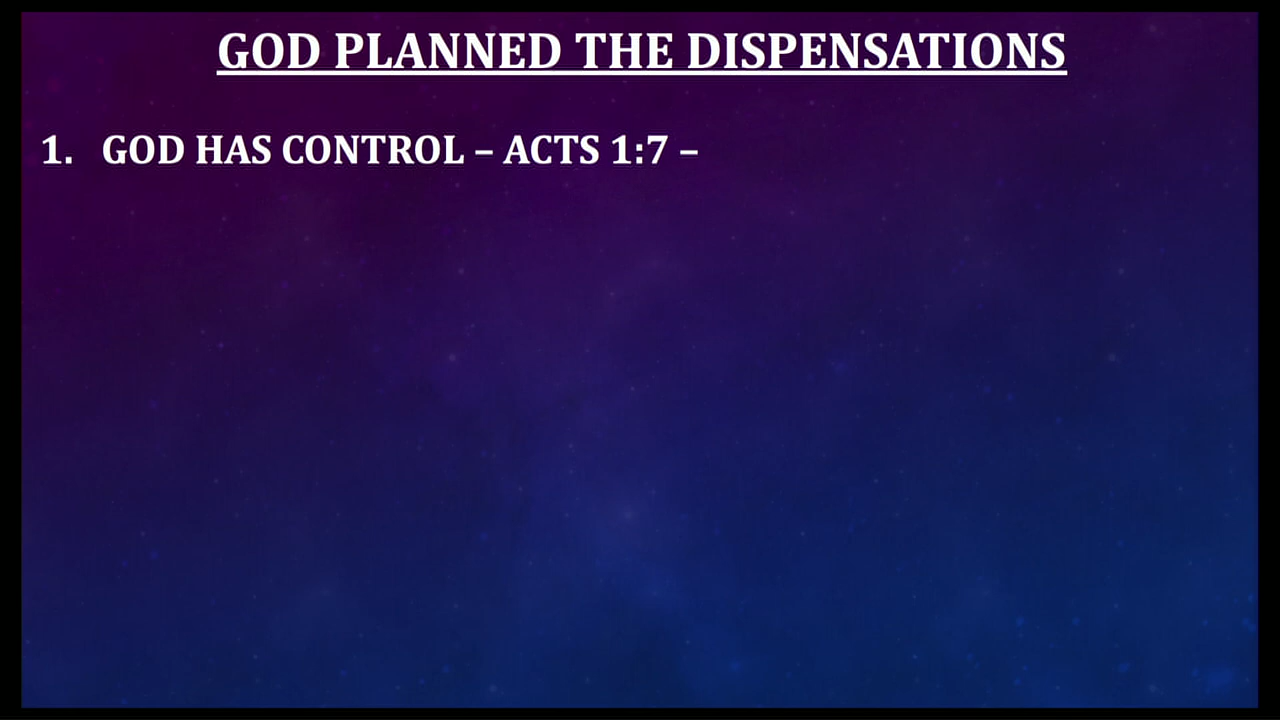 GOD PLANNED THE DISPENSATIONS
1. GOD HAS CONTROL – ACTS 1:7 –